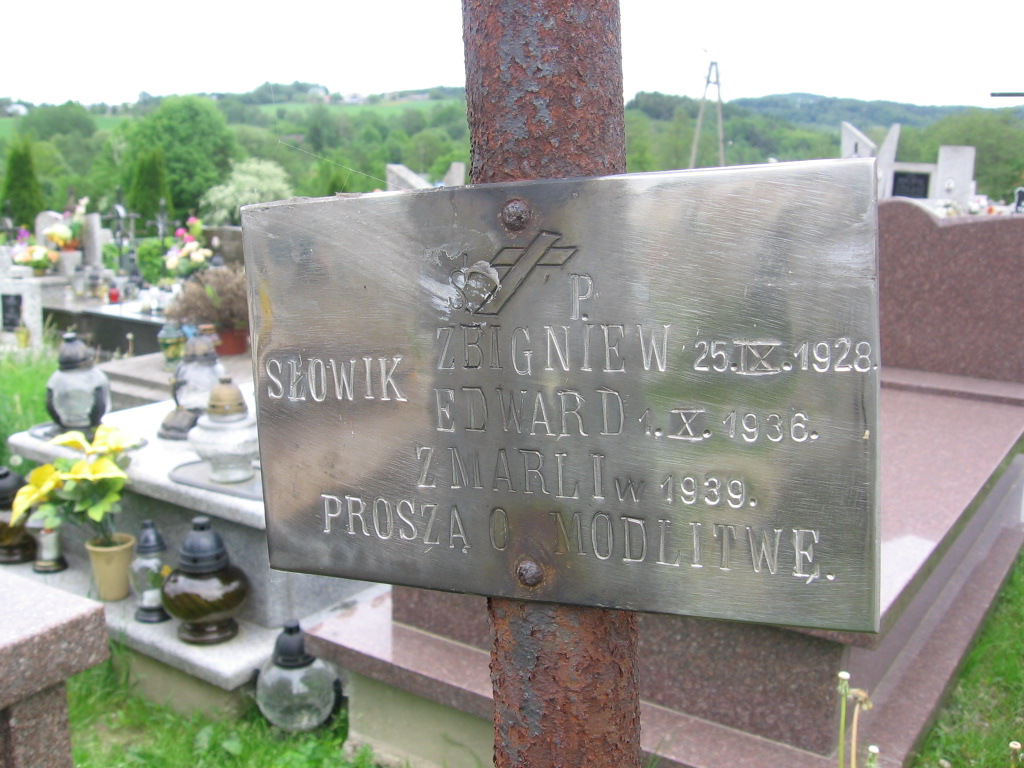 Ś P.
SŁOWIK ZBIGNIEW 25.IX.1928.
EDWARD 1.X.1936.
ZMARLI w 1939.
PROSZĄ O MODLITWĘ.